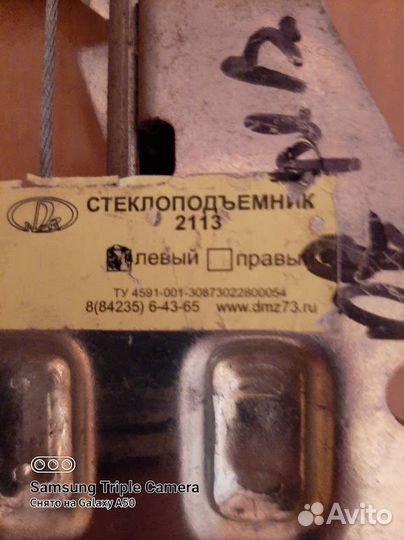 СТЕКЛОПОДЪЕМНИК
2113
левый правы
ТУ 4591-001-30873022800054
8(84235) 6-43-65 www.dmz73.ru
Samsung Triple Camera
Снято на Galaxy A50
Avito